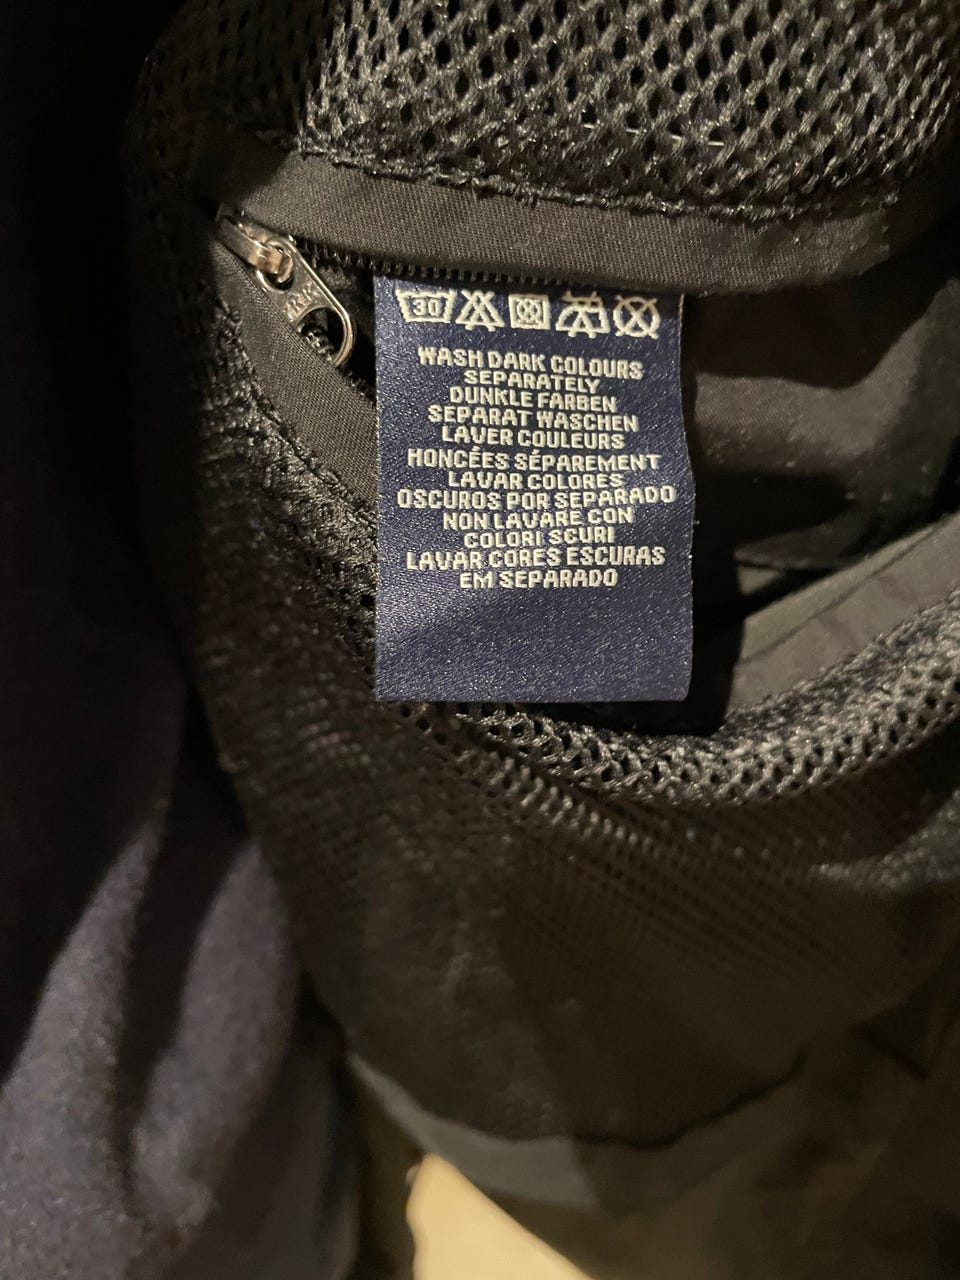 30
WASH DARK COLOURS
SEPARATELY
DUNKLE FARBEN
SEPARAT WASCHEN
LAVER COULEURS
HONCÉES SÉPAREMENT
LAVAR COLORES
OSCUROS POR SEPARADO
NON LAVARE CON
COLORI SCURI
LAVAR CORES ESCURAS
EM SEPARADO